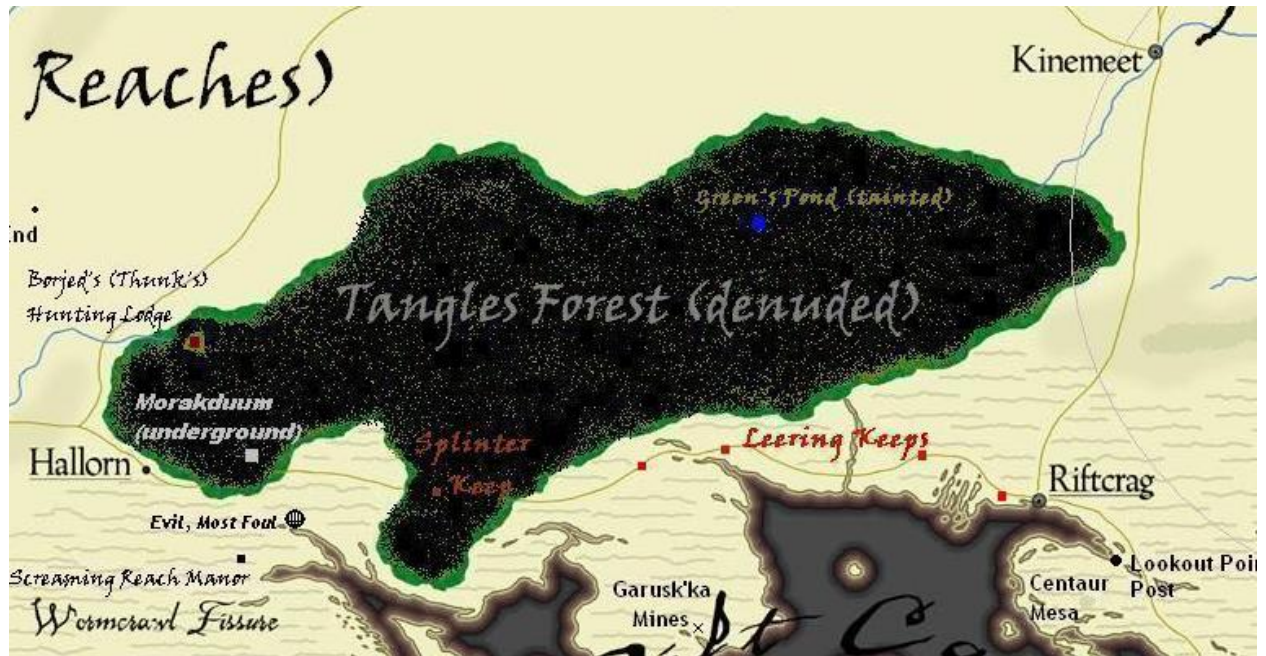 Reaches)
Kinemeet
Green's Pond (tainted)
End
Borjed's (Thunk's)
Hunting Lodge
Tangles Forest (denuded)
Morakduum
(underground)
Splinter
Keep
Leering Keeps
Hallorn
Riftcrag
Evil, Most Foul
Screaming Reach Manor
Lookout Poi
Post
Centaur
Mesa
Garusk'ka
Mines
Wormcrawl Fissure